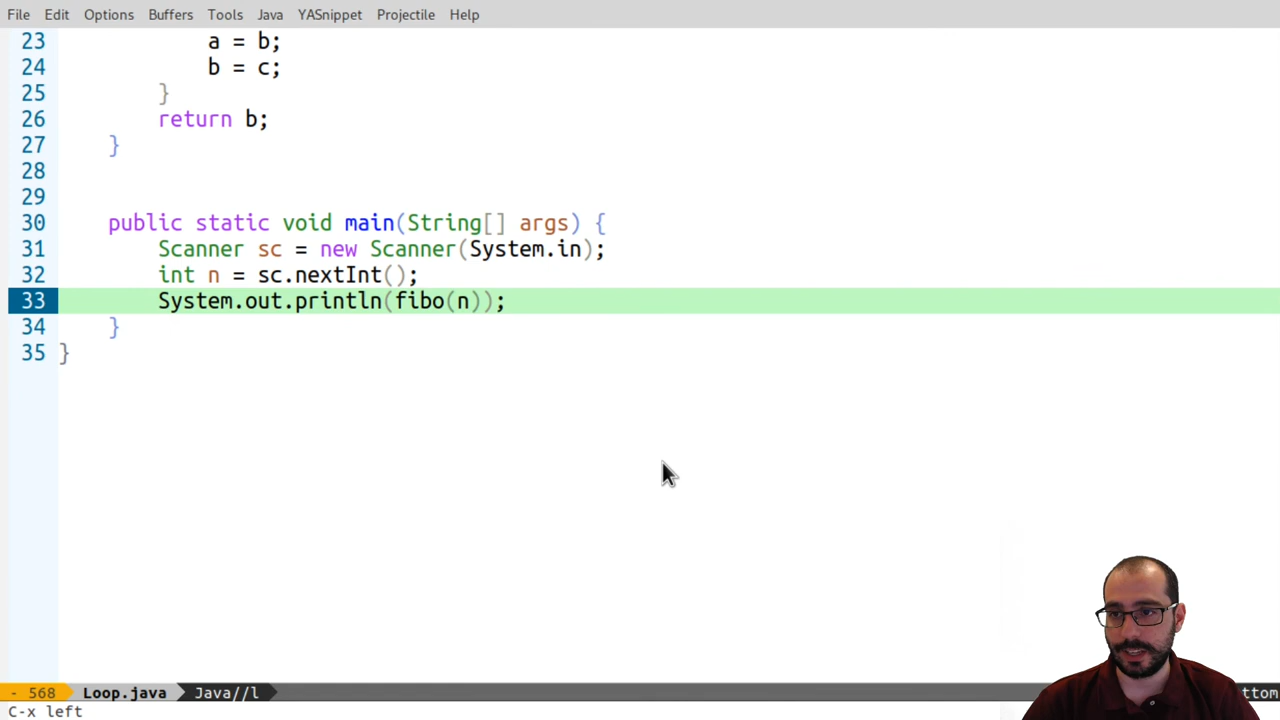 File Edit Options Buffers Tools Java YASnippet Projectile Help
23 a = b;
24 b = c;
25 }
26 return b;
27 }
28
29
30 public static void main(String[] args) {
31 Scanner sc = new Scanner(System.in);
32 int n = sc.nextInt();
33 System.out.println(fibo(n));
34 }
35 }
- 568 Loop.java Java//l ttom
C-x left